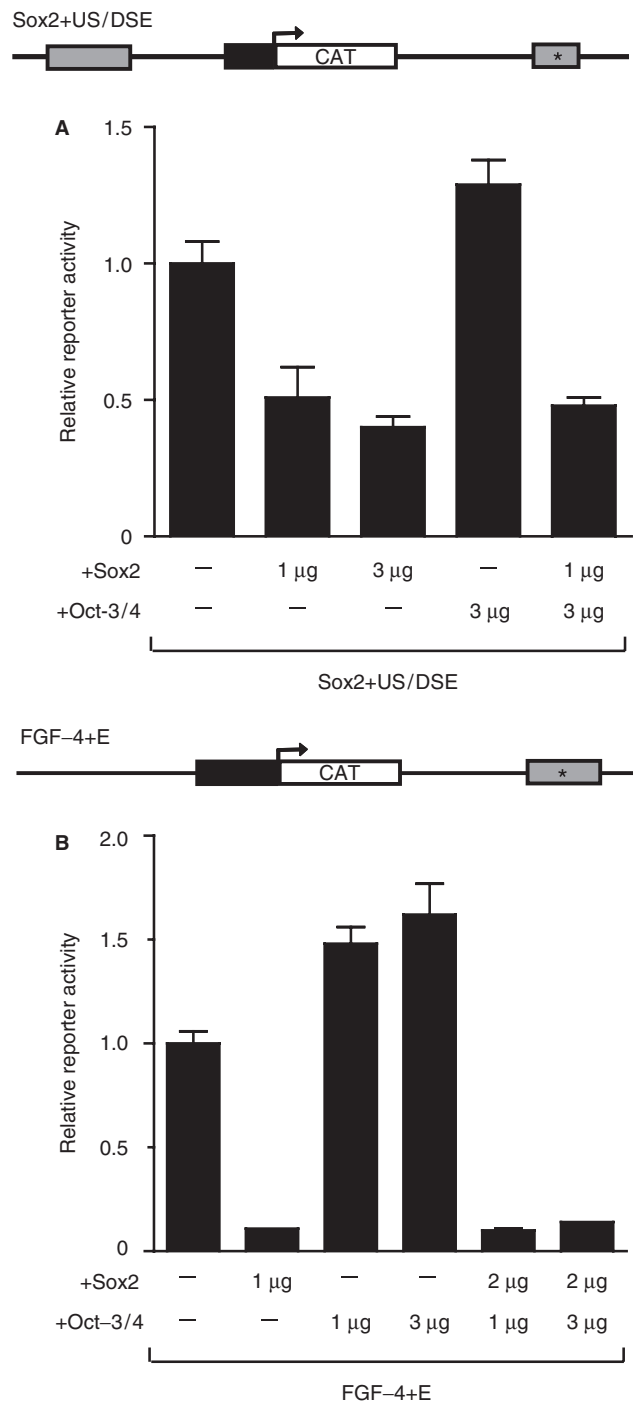 Sox2+US/DSE
CAT
*
A
1.5
1.0
0.5
0
Relative reporter activity
+Sox2 – 1 µg 3 µg – 1 µg
+Oct-3/4 – – – 3 µg 3 µg
Sox2+US/DSE
FGF–4+E
CAT
*
B
2.0
1.5
1.0
0.5
0
Relative reporter activity
+Sox2 – 1 µg – – 2 µg 2 µg
+Oct–3/4 – – 1 µg 3 µg 1 µg 3 µg
FGF–4+E